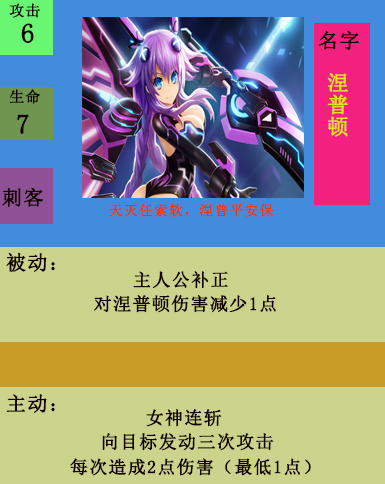 攻击
6
生命
7
刺客
名字
涅普顿
天天任索软，涅普平安保
被动：
主人公补正
对涅普顿伤害减少1点
主动：
女神连斩
向目标发动三次攻击
每次造成2点伤害（最低1点）